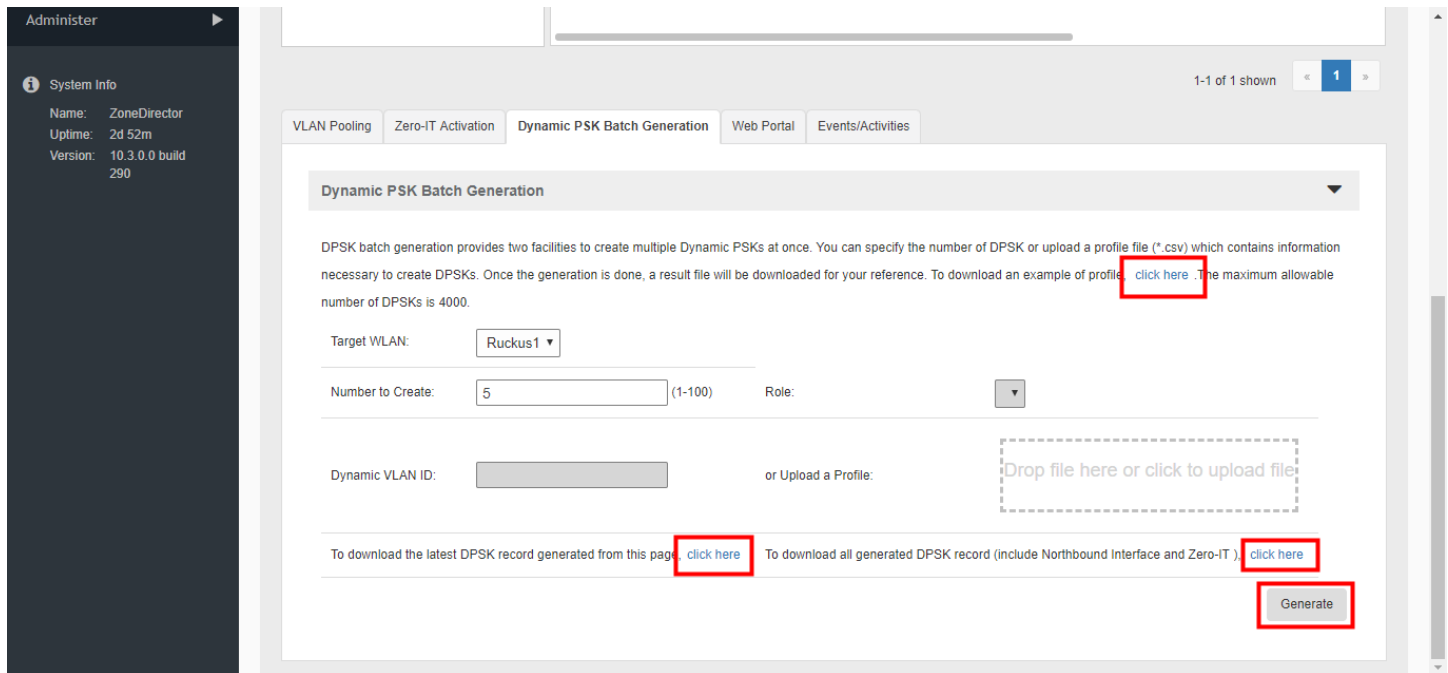 Administer
System Info
Name: ZoneDirector
Uptime: 2d 52m
Version: 10.3.0.0 build
290
1-1 of 1 shown « 1 »
VLAN Pooling Zero-IT Activation Dynamic PSK Batch Generation Web Portal Events/Activities
Dynamic PSK Batch Generation
DPSK batch generation provides two facilities to create multiple Dynamic PSKs at once. You can specify the number of DPSK or upload a profile file (*.csv) which contains information
necessary to create DPSKs. Once the generation is done, a result file will be downloaded for your reference. To download an example of profile, click here .The maximum allowable
number of DPSKs is 4000.
Target WLAN: Ruckus1
Number to Create: 5 (1-100) Role:
Dynamic VLAN ID: or Upload a Profile: Drop file here or click to upload file
To download the latest DPSK record generated from this page, click here To download all generated DPSK record (include Northbound Interface and Zero-IT ), click here
Generate